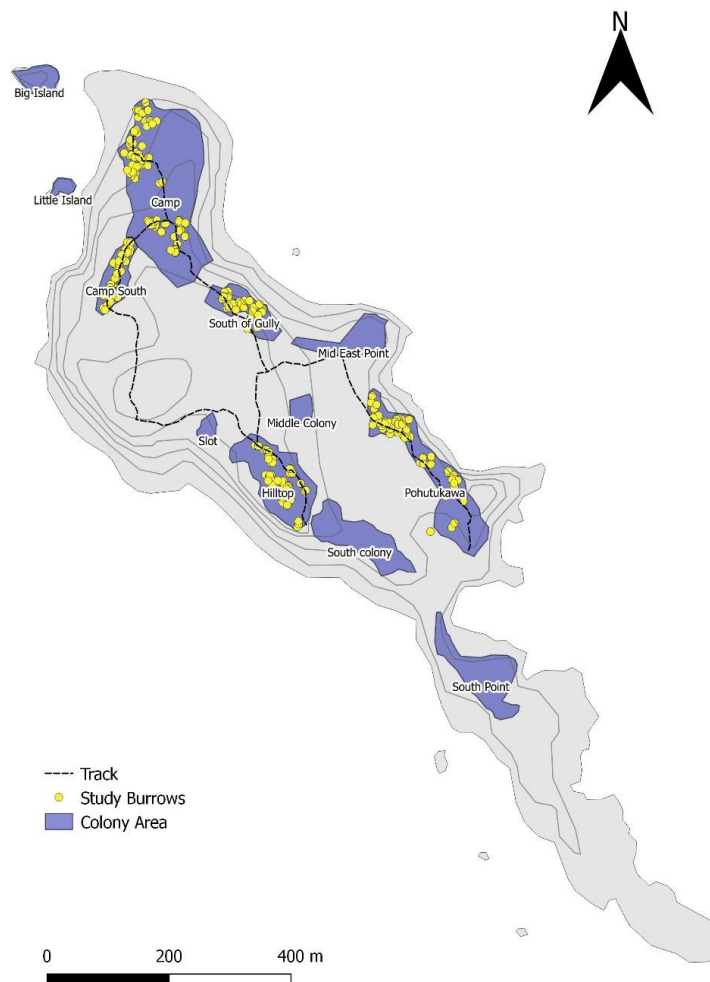 N
Big Island
Little Island
Camp
Camp South
South of Gully
Mid East Point
Middle Colony
Slot
Hilltop
Pohutukawa
South colony
South Point
Track
Study Burrows
Colony Area
0 200 400 m